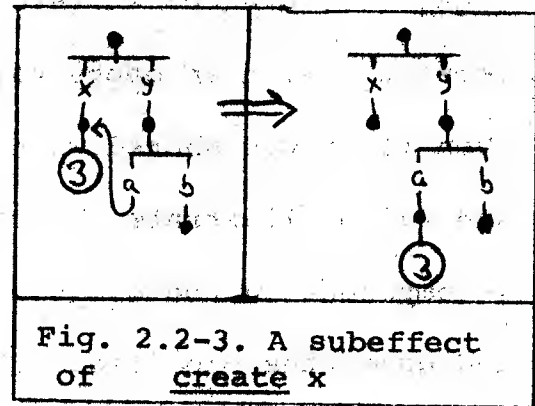 x y x y
3 a b a b
3
Fig. 2.2-3. A subeffect
of create x